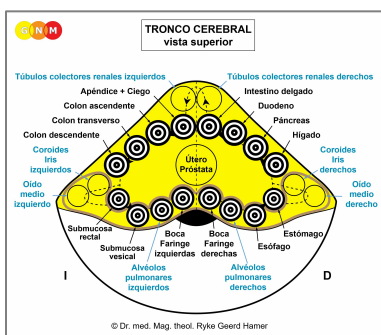 GNM
TRONCO CEREBRAL
vista superior
Túbulos colectores renales izquierdos
Túbulos colectores renales derechos
Apéndice + Ciego
Intestino delgado
Colon ascendente
Duodeno
Colon transverso
Páncreas
Colon descendente
Hígado
Coroides
Iris
izquierdos
Coroides
Iris
derechos
Útero
Próstata
Oído
medio
izquierdo
Oído
medio
derecho
Submucosa
rectal
Submucosa
vesical
Alvéolos
pulmonares
izquierdos
Boca
Faringe
izquierdas
Boca
Faringe
derechas
Alvéolos
pulmonares
derechos
Esófago
Estómago
I
D
© Dr. med. Mag. theol. Ryke Geerd Hamer